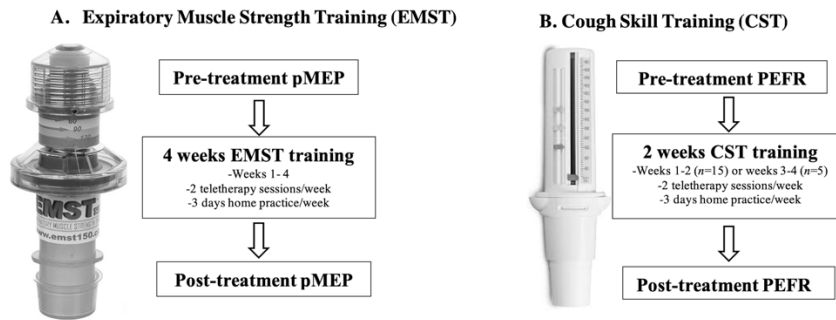 A. Expiratory Muscle Strength Training (EMST)
Pre-treatment pMEP
4 weeks EMST training
-Weeks 1- 4
-2 teletherapy sessions/week
-3 days home practice/week
Post-treatment pMEP
90
EMST
www.emst150.c
B. Cough Skill Training (CST)
Pre-treatment PEFR
2 weeks CST training
-Weeks 1-2 (n=15) or weeks 3-4 (n=5)
-2 teletherapy sessions/week
-3 days home practice/week
Post-treatment PEFR